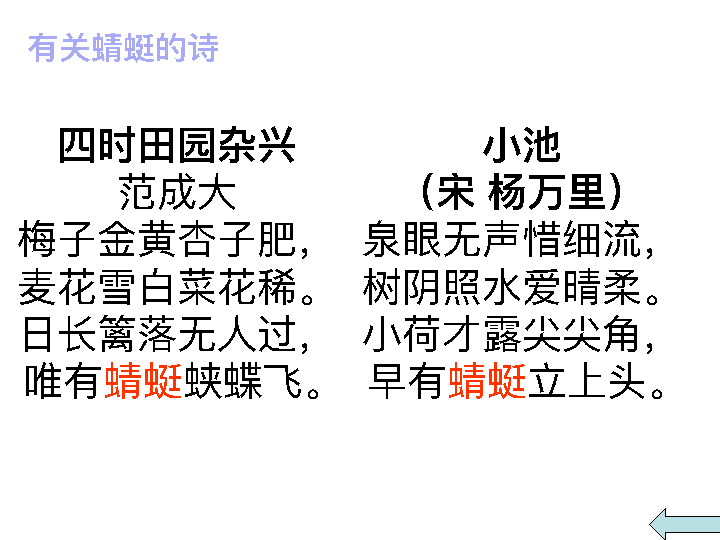 有关蜻蜓的诗
四时田园杂兴
范成大
梅子金黄杏子肥，
麦花雪白菜花稀。
日长篱落无人过，
唯有蜻蜓蛱蝶飞。
小池
（宋 杨万里）
泉眼无声惜细流，
树阴照水爱晴柔。
小荷才露尖尖角，
早有蜻蜓立上头。